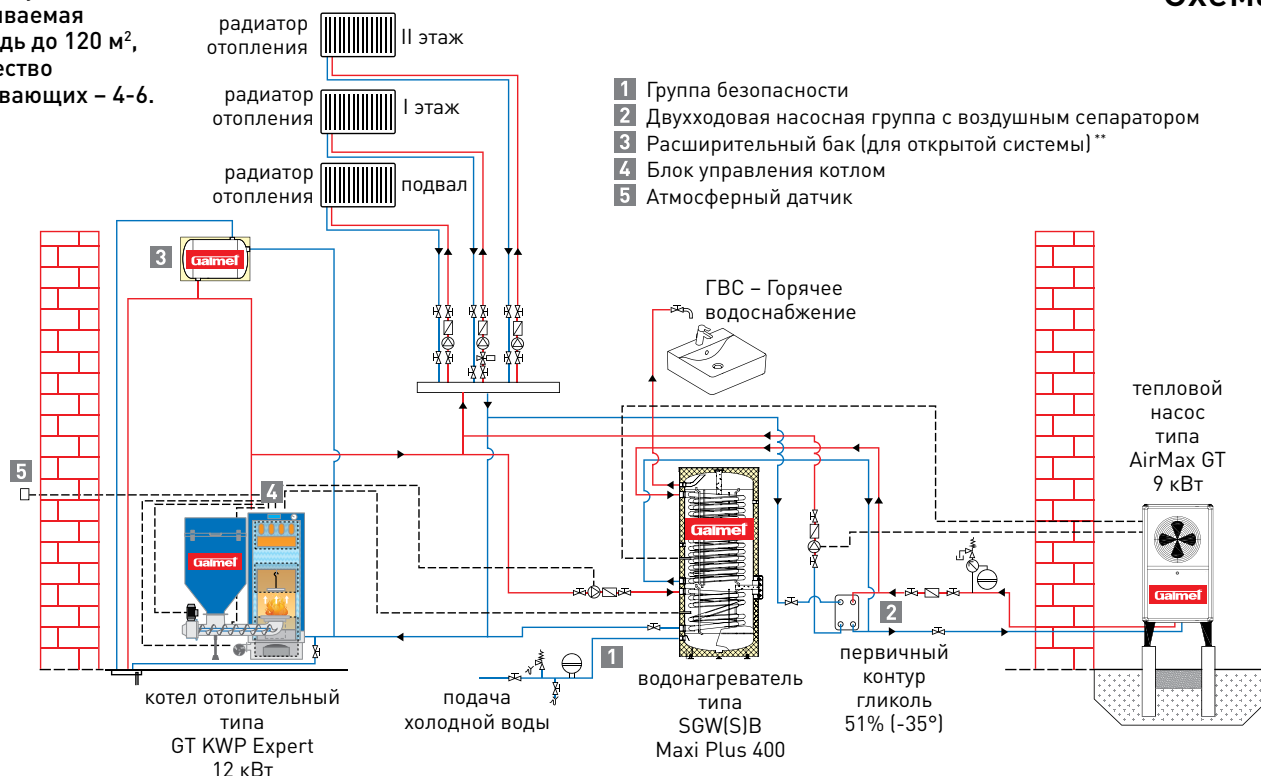 иваемая
дь до 120 м²,
ество
вающих – 4-6.
радиатор
отопления
II этаж
радиатор
отопления
I этаж
радиатор
отопления
подвал
1 Группа безопасности
2 Двухходовая насосная группа с воздушным сепаратором
3 Расширительный бак (для открытой системы)**
4 Блок управления котлом
5 Атмосферный датчик
3
Galmet
ГВС – Горячее
водоснабжение
тепловой
насос
типа
AirMax GT
9 кВт
5
4
Galmet
Galmet
Galmet
2
1
котел отопительный
типа
GT KWP Expert
12 кВт
подача
холодной воды
водонагреватель
типа
SGW(S)B
Maxi Plus 400
первичный
контур
гликоль
51% (-35°)